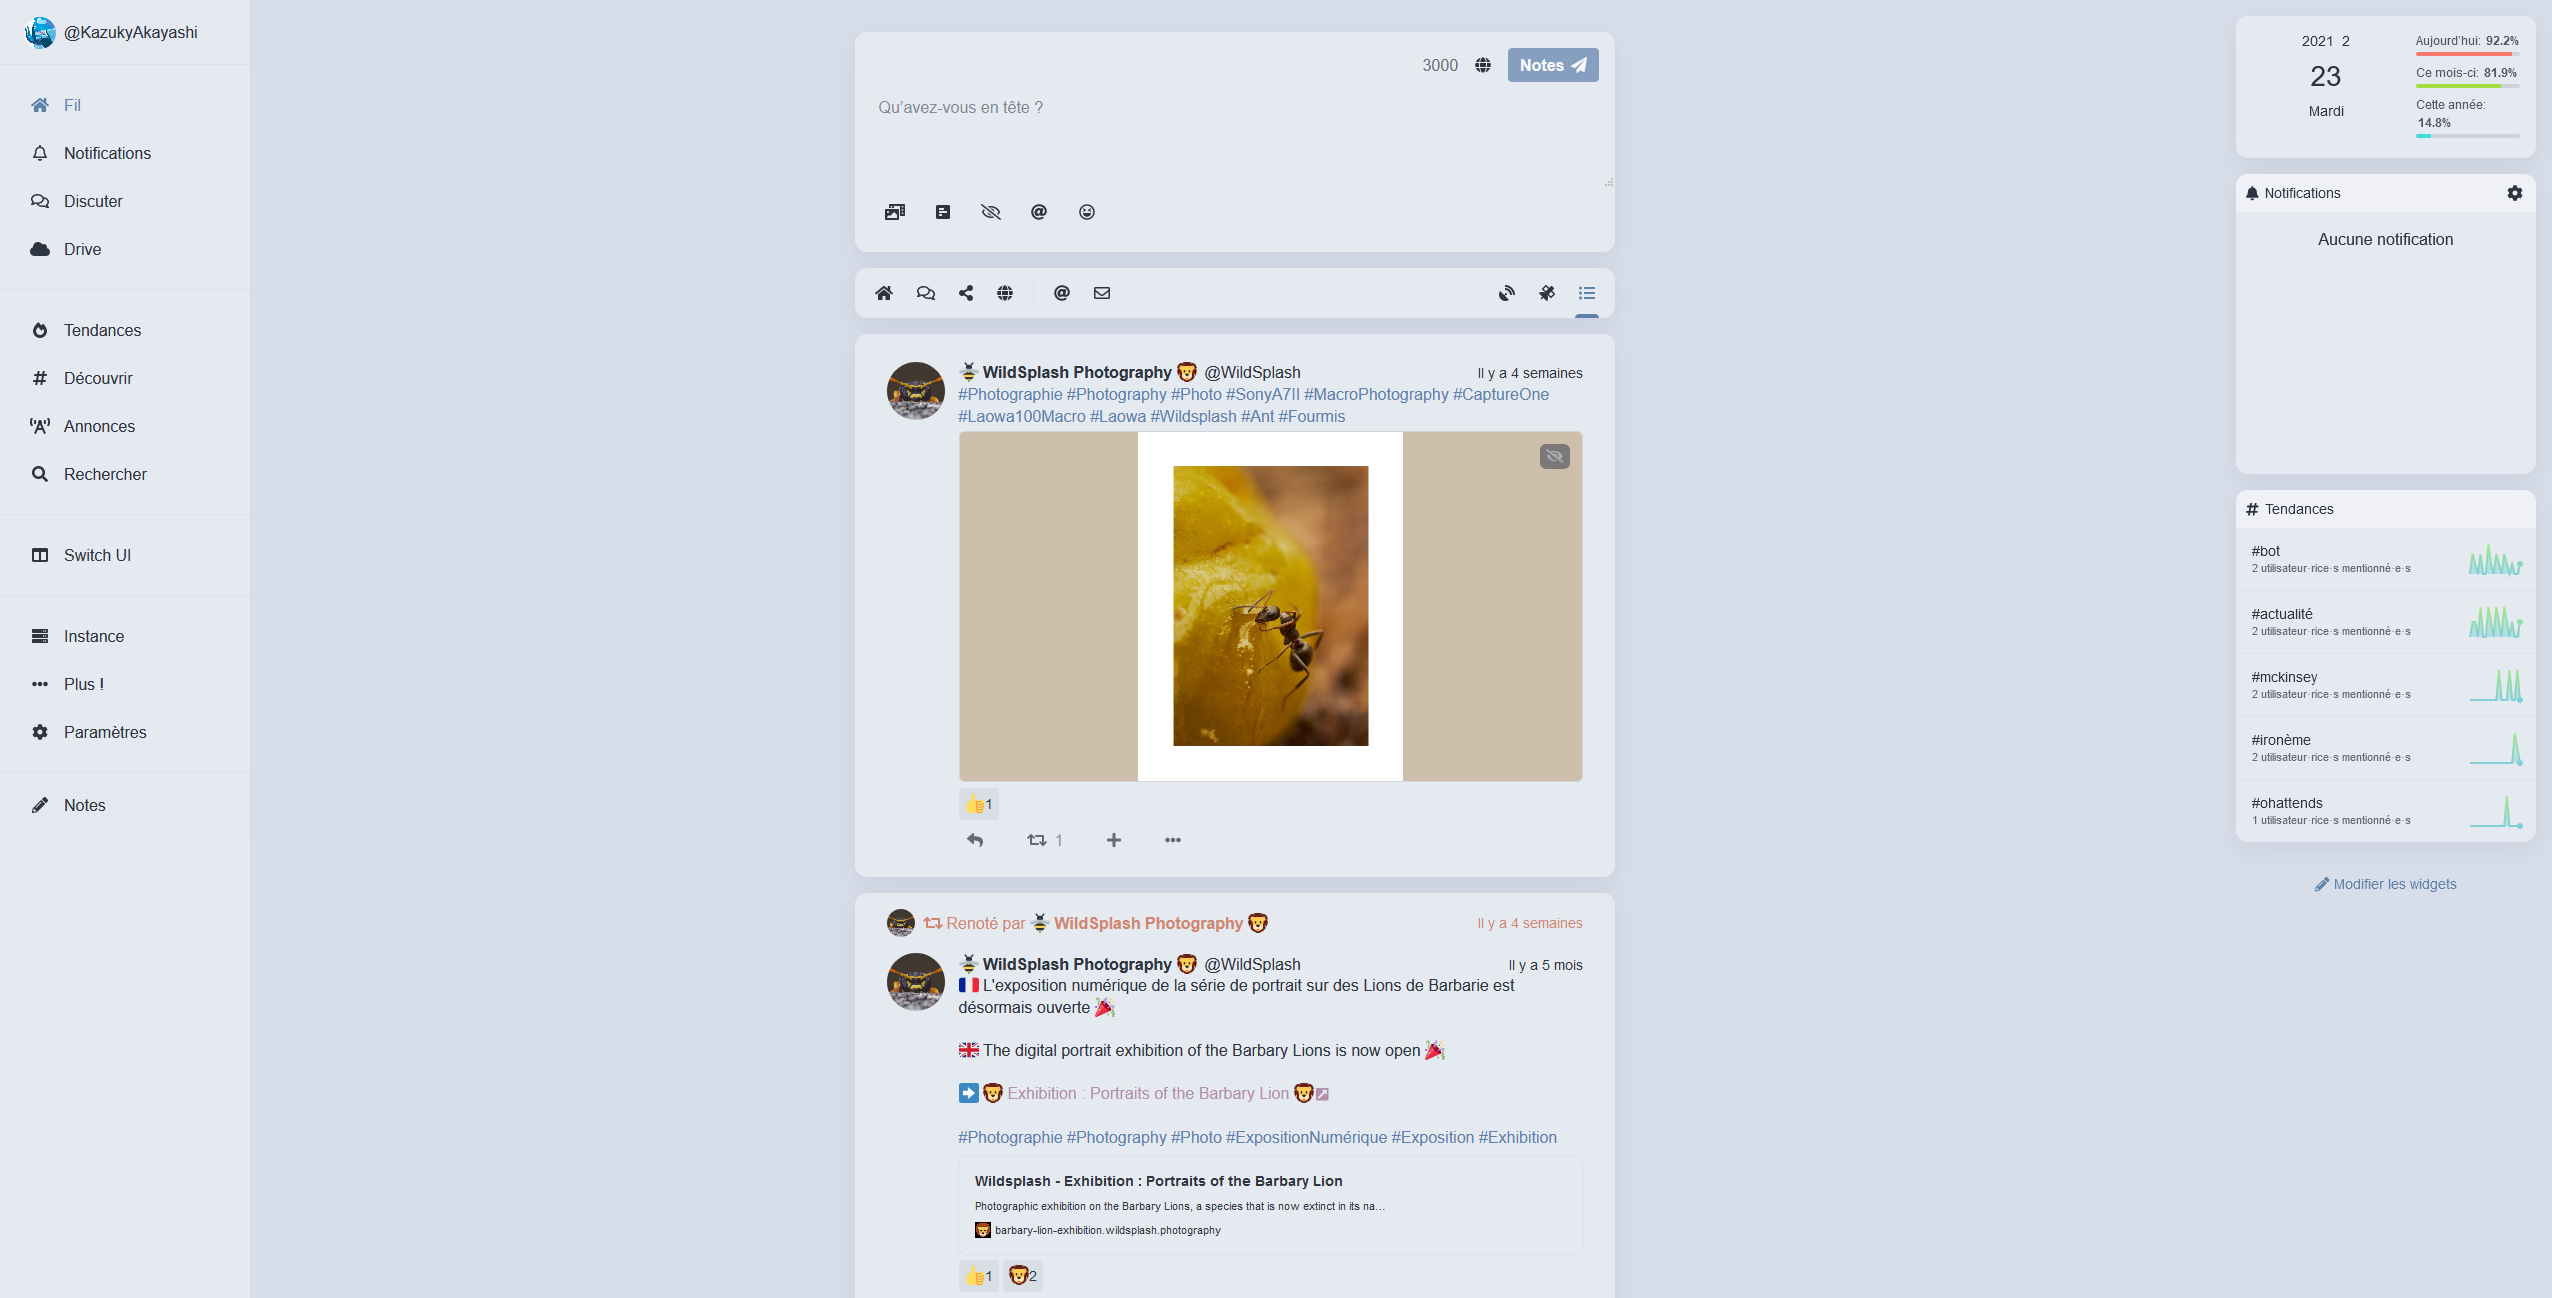 @KazukyAkayashi
Fil
Notifications
Discuter
Drive
Tendances
Découvrir
Annonces
Rechercher
Switch UI
Instance
Plus !
Paramètres
Notes
3000
Notes
Qu'avez-vous en tête ?
WildSplash Photography @WildSplash
Il y a 4 semaines
#Photographie #Photography #Photo #SonyA7II #MacroPhotography #CaptureOne
#Laowa100Macro #Laowa #Wildsplash #Ant #Fourmis
1
1
Renoté par WildSplash Photography
Il y a 4 semaines
WildSplash Photography @WildSplash
Il y a 5 mois
L'exposition numérique de la série de portrait sur des Lions de Barbarie est
désormais ouverte
The digital portrait exhibition of the Barbary Lions is now open
Exhibition : Portraits of the Barbary Lion
#Photographie #Photography #Photo #ExpositionNumérique #Exposition #Exhibition
Wildsplash - Exhibition : Portraits of the Barbary Lion
Photographic exhibition on the Barbary Lions, a species that is now extinct in its na...
barbary-lion-exhibition.wildsplash.photography
1
2
2021 2
23
Mardi
Aujourd'hui: 92.2%
Ce mois-ci: 81.9%
Cette année:
14.8%
Notifications
Aucune notification
Tendances
#bot
2 utilisateur·rice·s mentionné·e·s
#actualité
2 utilisateur·rice·s mentionné·e·s
#mckinsey
2 utilisateur·rice·s mentionné·e·s
#ironème
2 utilisateur·rice·s mentionné·e·s
#ohattends
1 utilisateur·rice·s mentionné·e·s
Modifier les widgets